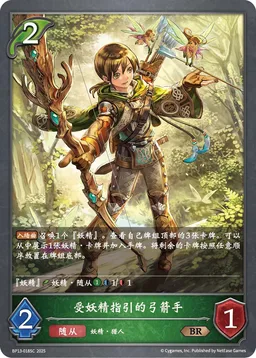 2
入场曲 召唤1个『妖精』。查看自己牌组顶部的3张卡牌，可以
从中展示1张妖精·卡牌并加入手牌。将剩余的卡牌按照任意顺
序放置在牌组底部。
『妖精』 妖精·随从 1/1/1
受妖精指引的弓箭手
2
随从
妖精·猎人
BR
1
BP13-018SC 2025
© Cygames, Inc. Published by NetEase Games